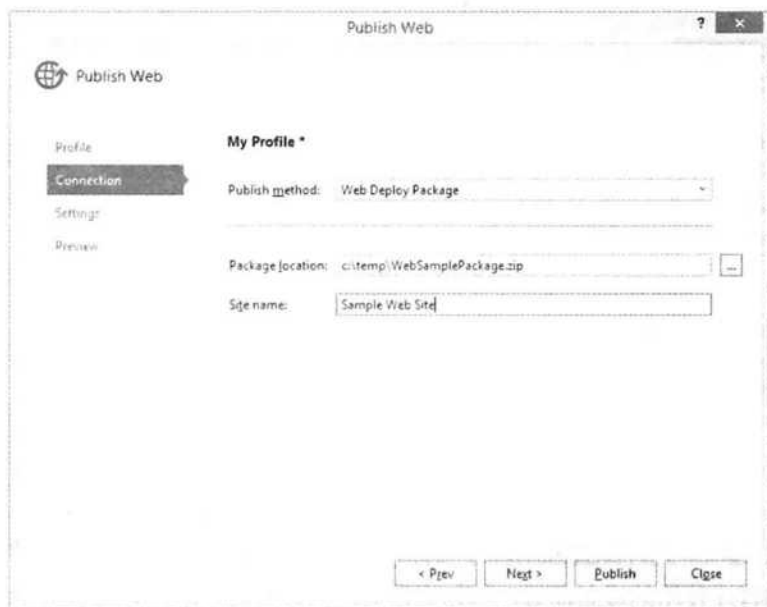 Publish Web
? ×
Publish Web
Profile
Connection
Settings
Preview
My Profile *
Publish method: Web Deploy Package
Package location: c:\temp\WebSamplePackage.zip ...
Site name: Sample Web Site
< Prev Next > Publish Close